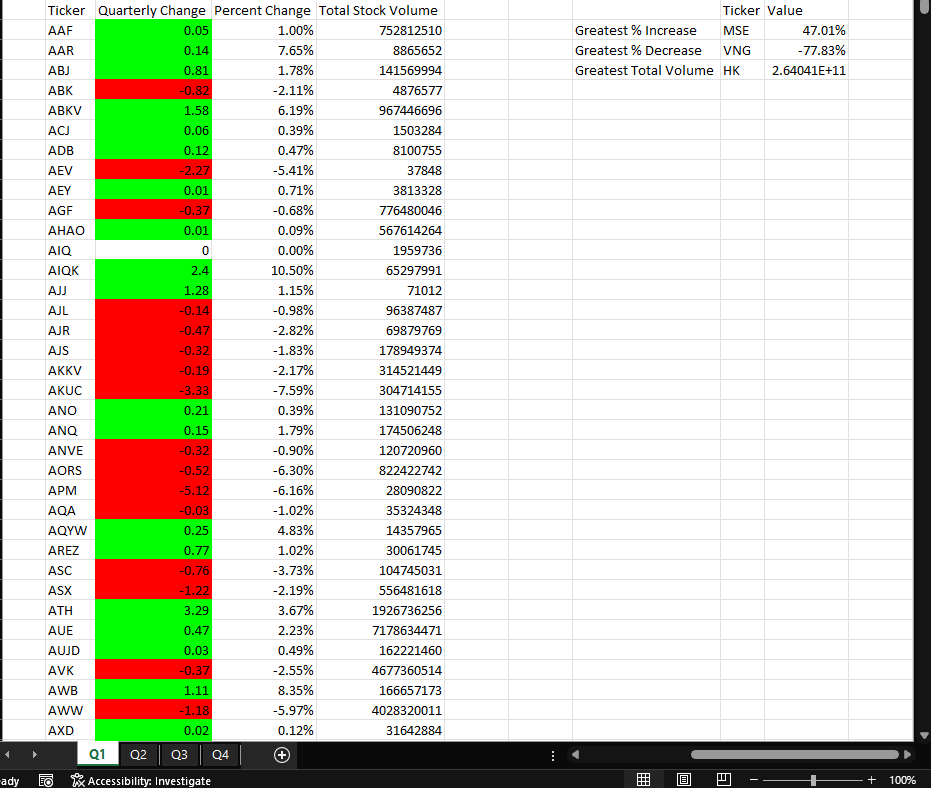 Ticker Quarterly Change Percent Change Total Stock Volume Ticker Value
AAF 0.05 1.00% 752812510 Greatest % Increase MSE 47.01%
AAR 0.14 7.65% 8865652 Greatest % Decrease VNG -77.83%
ABJ 0.81 1.78% 141569994 Greatest Total Volume HK 2.64041E+11
ABK -0.82 -2.11% 4876577
ABKV 1.58 6.19% 967446696
ACJ 0.06 0.39% 1503284
ADB 0.12 0.47% 8100755
AEV -2.27 -5.41% 37848
AEY 0.01 0.71% 3813328
AGF -0.37 -0.68% 776480046
AHAO 0.01 0.09% 567614264
AIQ 0 0.00% 1959736
AIQK 2.4 10.50% 65297991
AJJ 1.28 1.15% 71012
AJL -0.14 -0.98% 96387487
AJR -0.47 -2.82% 69879769
AJS -0.32 -1.83% 178949374
AKKV -0.19 -2.17% 314521449
AKUC -3.33 -7.59% 304714155
ANO 0.21 0.39% 131090752
ANQ 0.15 1.79% 174506248
ANVE -0.32 -0.90% 120720960
AORS -0.52 -6.30% 822422742
APM -5.12 -6.16% 28090822
AQA -0.03 -1.02% 35324348
AQYW 0.25 4.83% 14357965
AREZ 0.77 1.02% 30061745
ASC -0.76 -3.73% 104745031
ASX -1.22 -2.19% 556481618
ATH 3.29 3.67% 1926736256
AUE 0.47 2.23% 7178634471
AUJD 0.03 0.49% 162221460
AVK -0.37 -2.55% 4677360514
AWB 1.11 8.35% 166657173
AWW -1.18 -5.97% 4028320011
AXD 0.02 0.12% 31642884
Q1 Q2 Q3 Q4
ady Accessibility: Investigate 100%